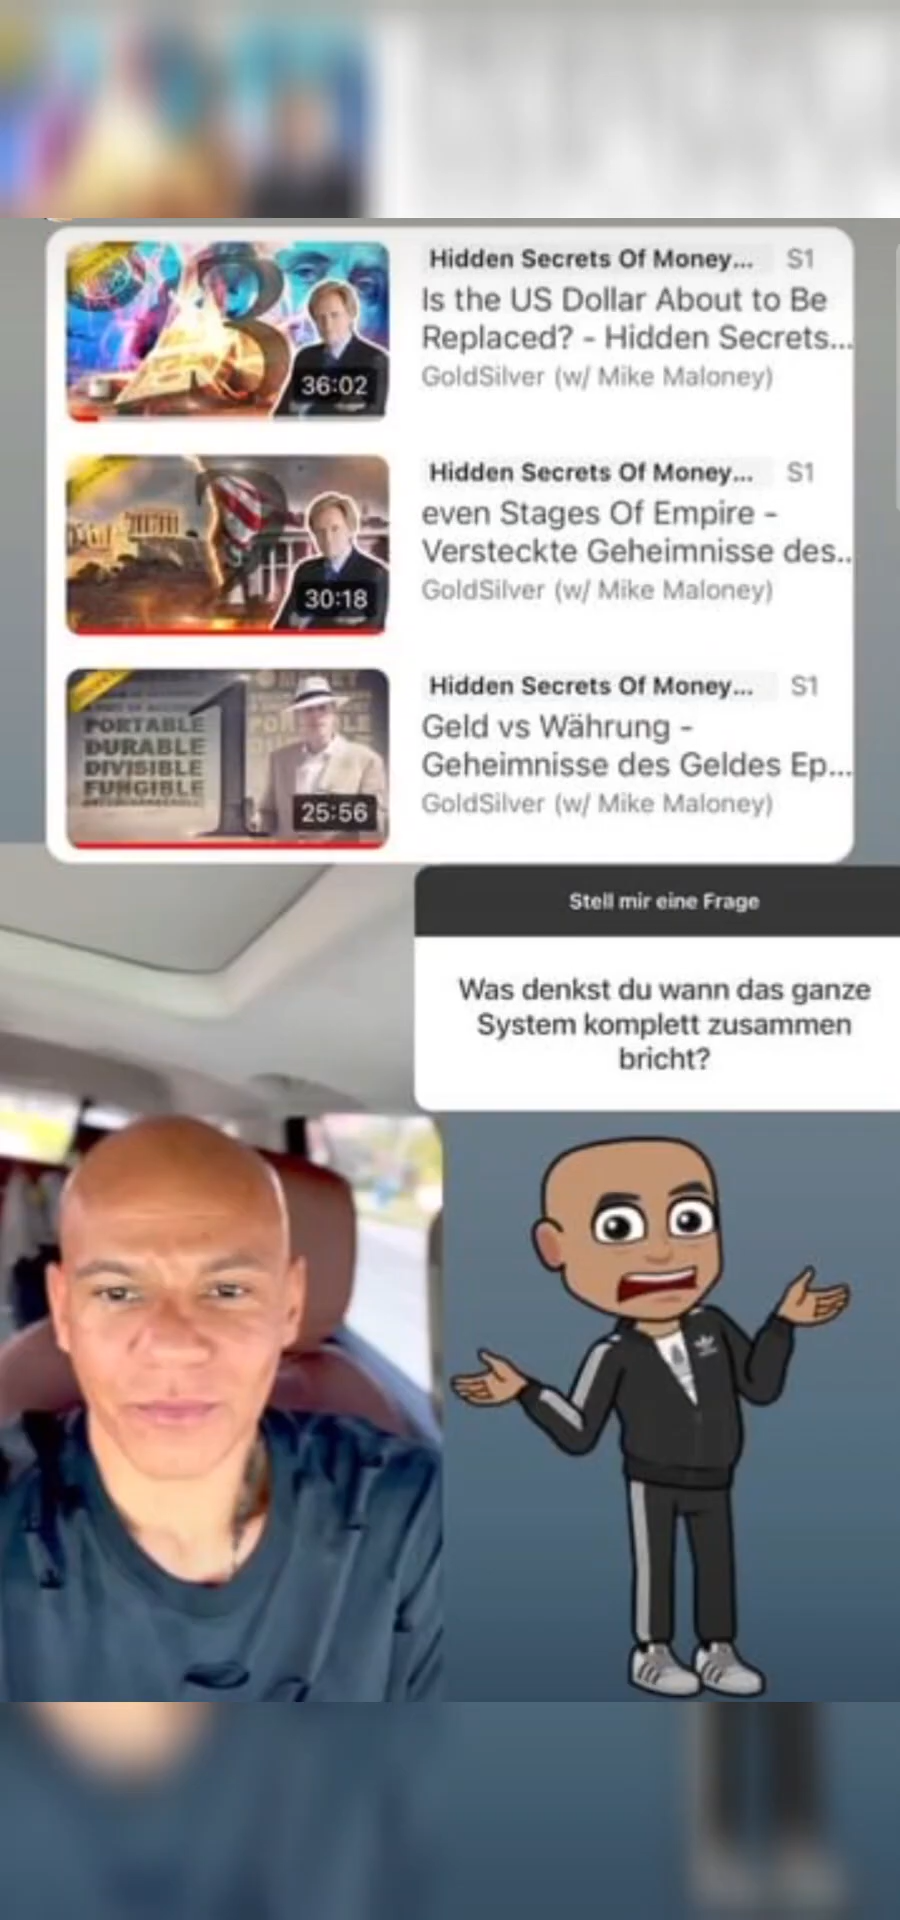 Hidden Secrets Of Money... S1
Is the US Dollar About to Be
Replaced? - Hidden Secrets...
GoldSilver (w/ Mike Maloney)
36:02
Hidden Secrets Of Money... S1
even Stages Of Empire -
Versteckte Geheimnisse des..
GoldSilver (w/ Mike Maloney)
30:18
Hidden Secrets Of Money... S1
Geld vs Währung -
Geheimnisse des Geldes Ep...
GoldSilver (w/ Mike Maloney)
PORTABLE
DURABLE
DIVISIBLE
FUNGIBLE
1
25:56
Stell mir eine Frage
Was denkst du wann das ganze
System komplett zusammen
bricht?